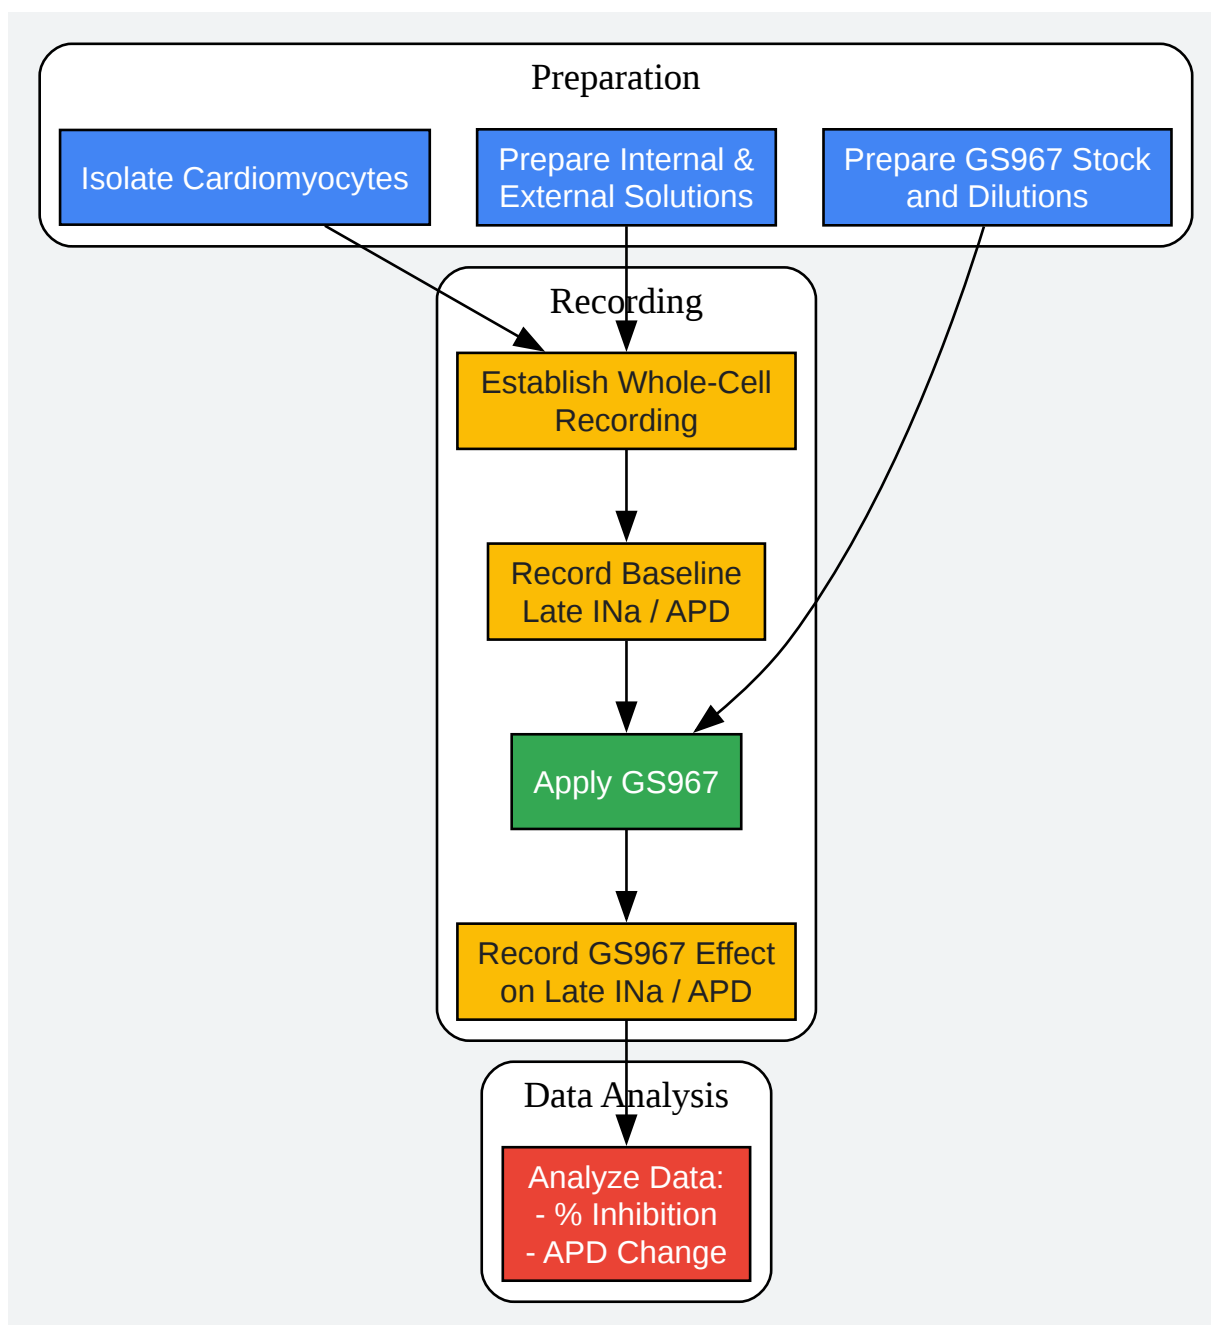 Preparation
Isolate Cardiomyocytes
Prepare Internal &
External Solutions
Prepare GS967 Stock
and Dilutions
Recording
Establish Whole-Cell
Recording
Record Baseline
Late INa / APD
Apply GS967
Record GS967 Effect
on Late INa / APD
Data Analysis
Analyze Data:
- % Inhibition
- APD Change